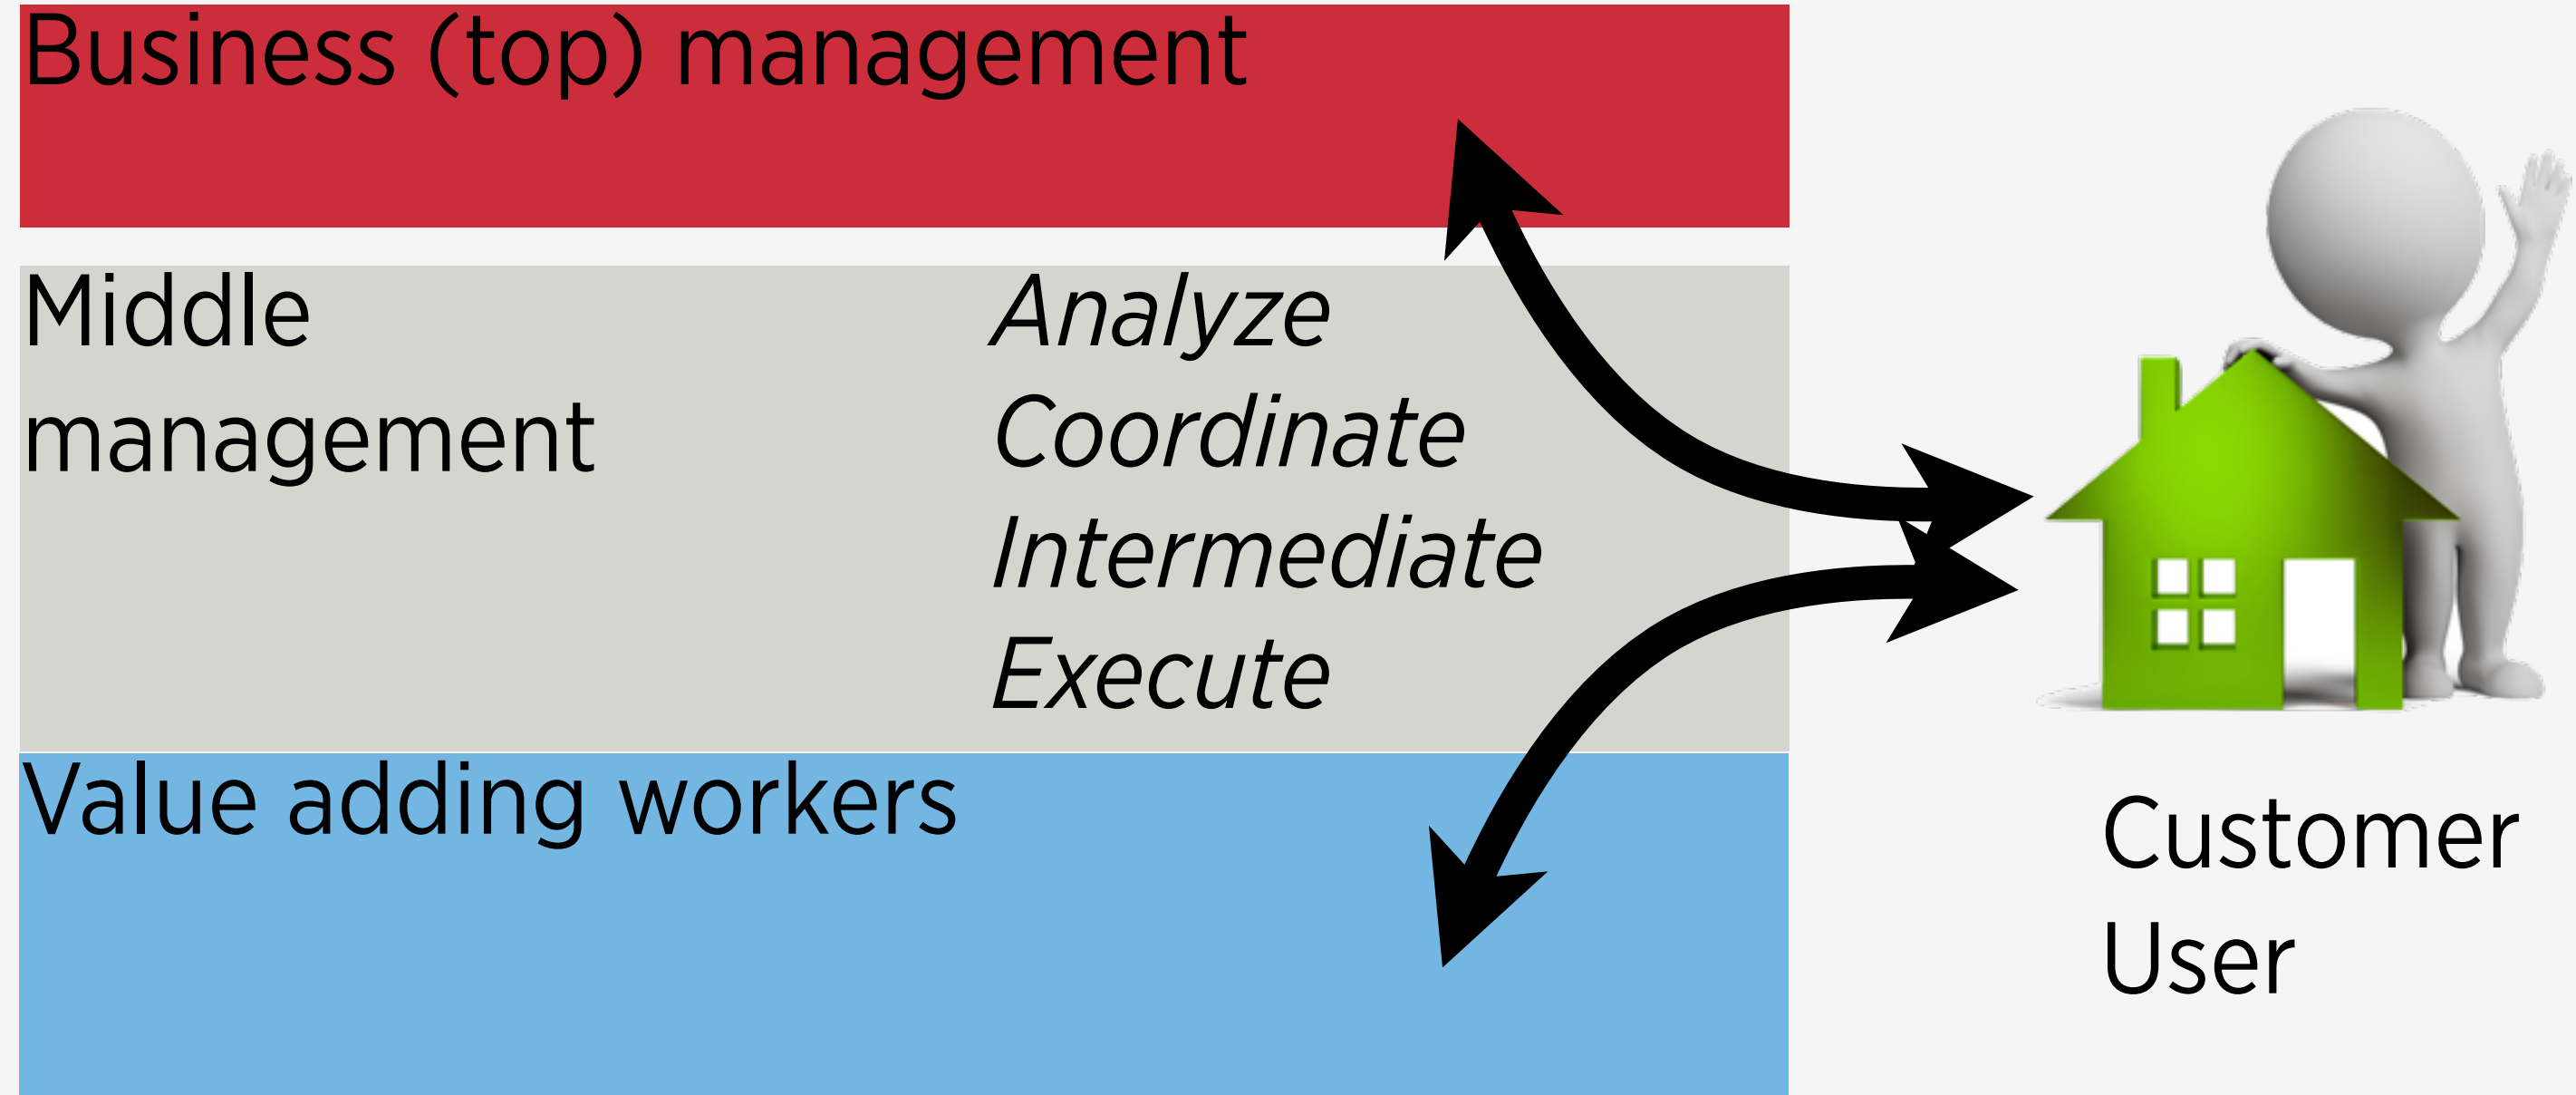 Business (top) management
Middle
management
Analyze
Coordinate
Intermediate
Execute
Value adding workers
Customer
User